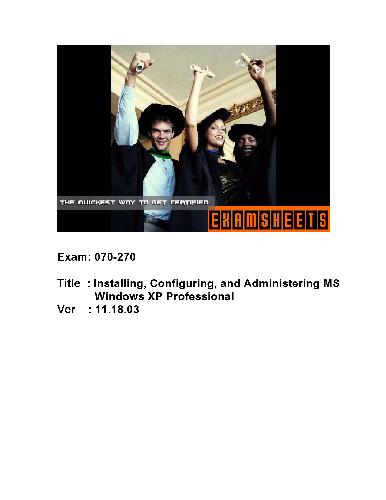 THE QUICKEST WAY TO GET CERTIFIED
EXAMSHEETS
Exam: 070-270
Title : Installing, Configuring, and Administering MS
Windows XP Professional
Ver : 11.18.03